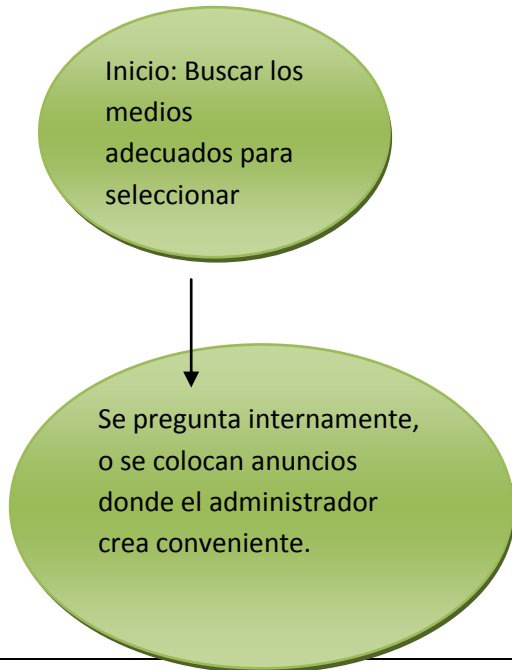 Inicio: Buscar los
medios
adecuados para
seleccionar
Se pregunta internamente,
o se colocan anuncios
donde el administrador
crea conveniente.